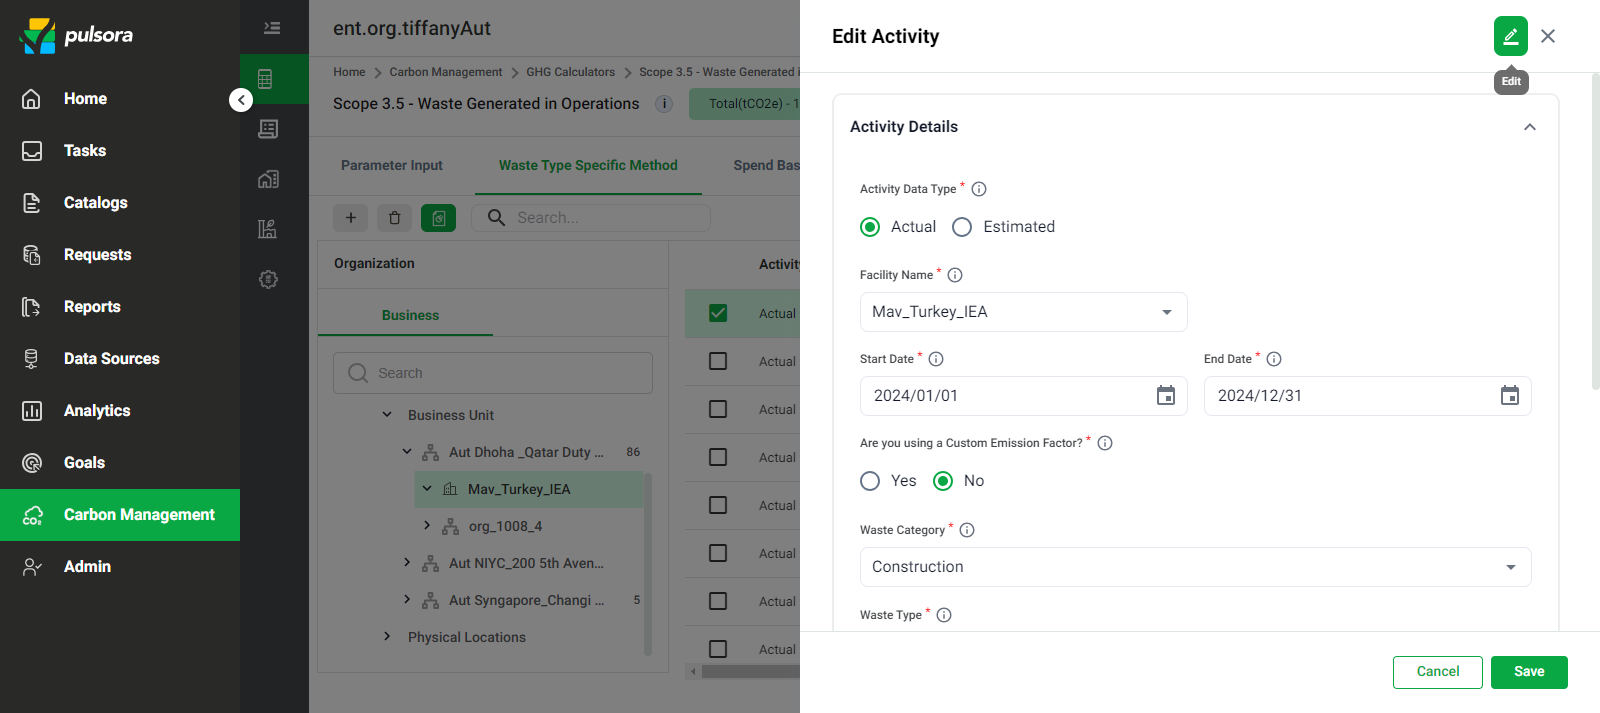 pulsora
Home
Tasks
Catalogs
Requests
Reports
Data Sources
Analytics
Goals
Carbon Management
Admin
ent.org.tiffanyAut
Home > Carbon Management > GHG Calculators > Scope 3.5 - Waste Generated i
Scope 3.5 - Waste Generated in Operations
Total(tCO2e) - 1
Parameter Input
Waste Type Specific Method
Spend Bas
Search...
Organization
Business
Search
Business Unit
Aut Dhoha _Qatar Duty ... 86
Mav_Turkey_IEA
org_1008_4
Aut NIYC_200 5th Aven...
Aut Syngapore_Changi ... 5
Physical Locations
Activity
Actual
Actual
Actual
Actual
Actual
Actual
Actual
Actual
Edit Activity
Edit
Activity Details
Activity Data Type *
Actual Estimated
Facility Name *
Mav_Turkey_IEA
Start Date * End Date *
2024/01/01 2024/12/31
Are you using a Custom Emission Factor? *
Yes No
Waste Category *
Construction
Waste Type *
Cancel Save